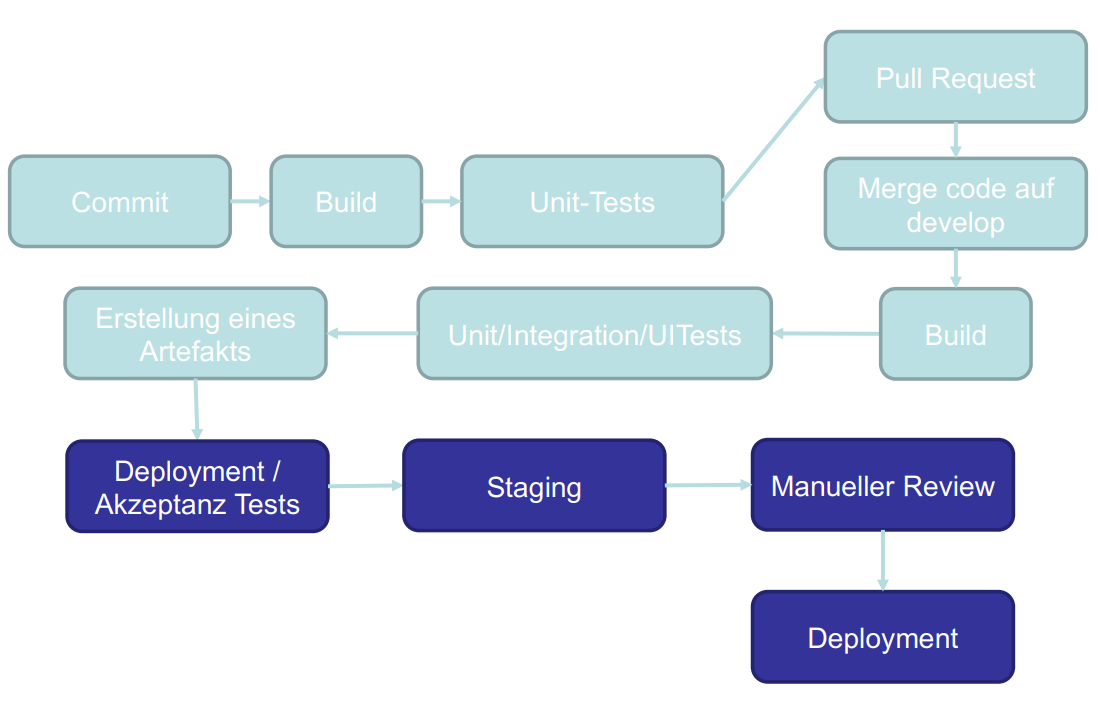 Pull Request
Commit
Build
Unit-Tests
Merge code auf
develop
Erstellung eines
Artefakts
Unit/Integration/UITests
Build
Deployment /
Akzeptanz Tests
Staging
Manueller Review
Deployment